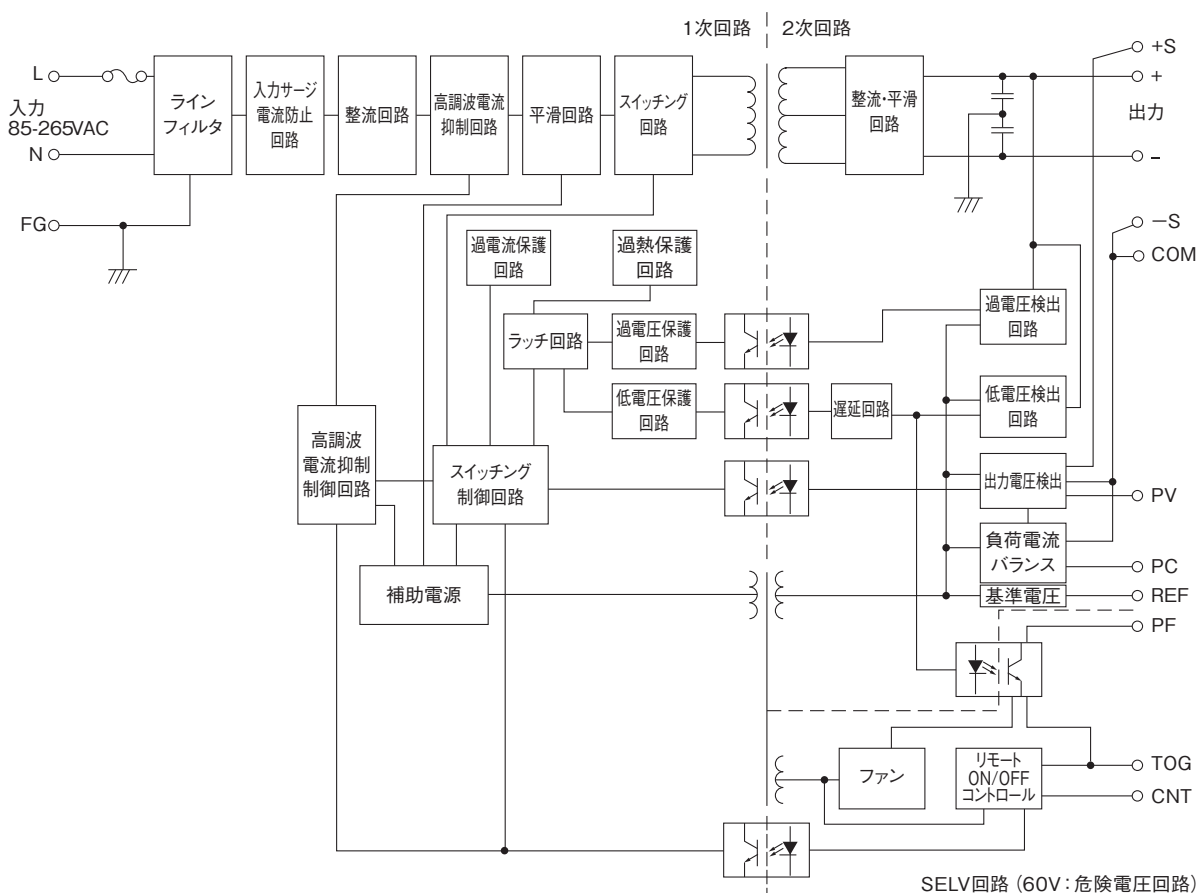 1次回路
2次回路
L
入力
85-265VAC
N
FG
ライン
フィルタ
入力サージ
電流防止
回路
整流回路
高調波電流
抑制回路
平滑回路
スイッチング
回路
整流・平滑
回路
+S
+
出力
-
-S
COM
過電流保護
回路
過熱保護
回路
ラッチ回路
過電圧保護
回路
過電圧検出
回路
低電圧保護
回路
遅延回路
低電圧検出
回路
高調波
電流抑制
制御回路
スイッチング
制御回路
出力電圧検出
PV
負荷電流
バランス
PC
補助電源
基準電圧
REF
PF
ファン
リモート
ON/OFF
コントロール
TOG
CNT
SELV回路(60V:危険電圧回路)